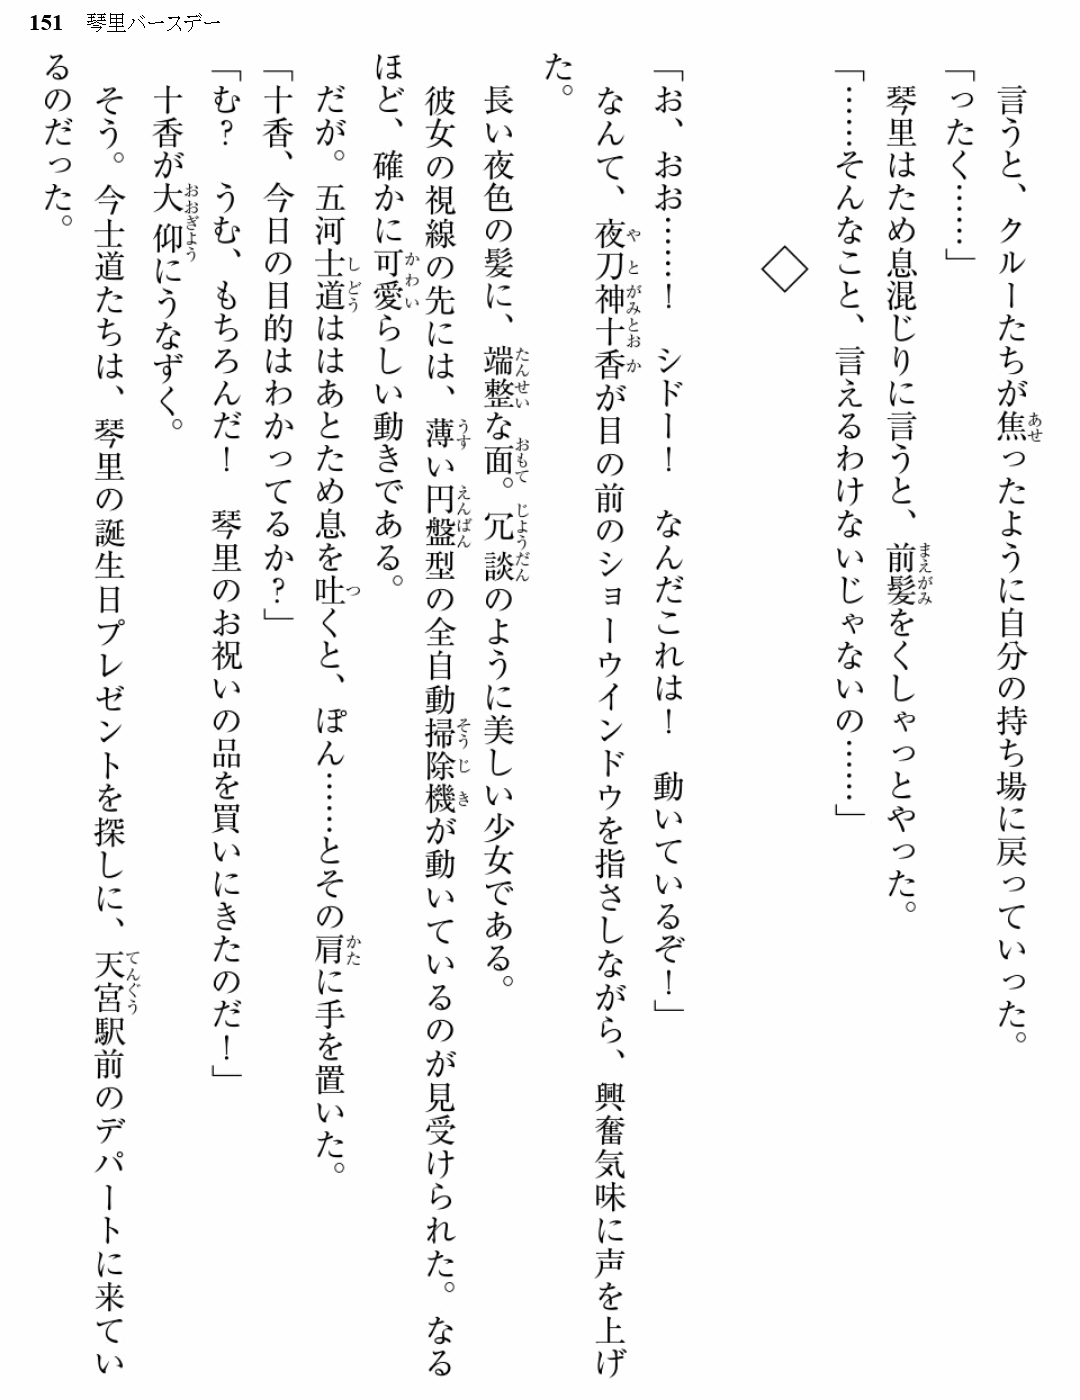 151 琴里バースデー
言うと、クルーたちが焦ったように自分の持ち場に戻っていった。
「ったく……」
琴里はため息混じりに言うと、前髪をくしゃっとやった。
「……そんなこと、言えるわけないじゃないの……」
◇
「お、おお……！　シドー！　なんだこれは！　動いているぞ！」
なんて、夜刀神十香が目の前のショーウインドウを指さしながら、興奮気味に声を上げ
た。
長い夜色の髪に、端整な面。冗談のように美しい少女である。
彼女の視線の先には、薄い円盤型の全自動掃除機が動いているのが見受けられた。なる
ほど、確かに可愛らしい動きである。
だが。五河士道ははあとため息を吐くと、ぽん……とその肩に手を置いた。
「十香、今日の目的はわかってるか？」
「む？　うむ、もちろんだ！　琴里のお祝いの品を買いにきたのだ！」
十香が大仰にうなずく。
そう。今士道たちは、琴里の誕生日プレゼントを探しに、天宮駅前のデパートに来てい
るのだった。